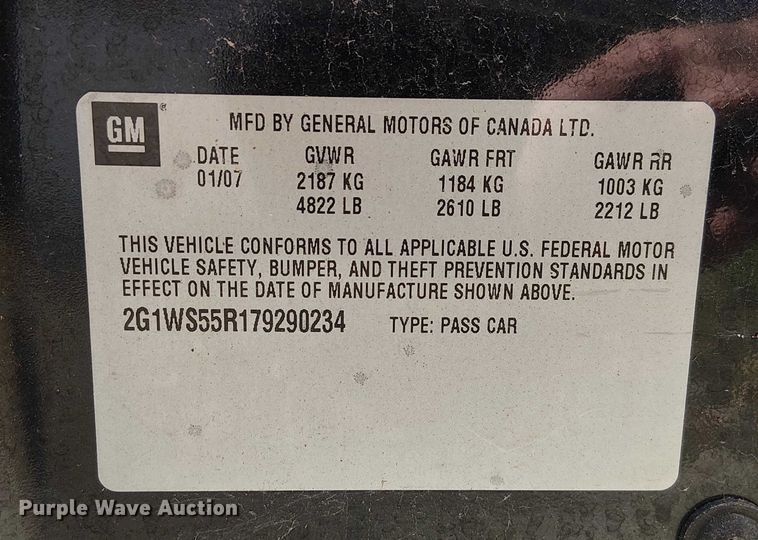 GM
MFD BY GENERAL MOTORS OF CANADA LTD.
DATE GVWR GAWR FRT GAWR RR
01/07 2187 KG 1184 KG 1003 KG
4822 LB 2610 LB 2212 LB
THIS VEHICLE CONFORMS TO ALL APPLICABLE U.S. FEDERAL MOTOR
VEHICLE SAFETY, BUMPER, AND THEFT PREVENTION STANDARDS IN
EFFECT ON THE DATE OF MANUFACTURE SHOWN ABOVE.
2G1WS55R179290234 TYPE: PASS CAR
Purple Wave Auction